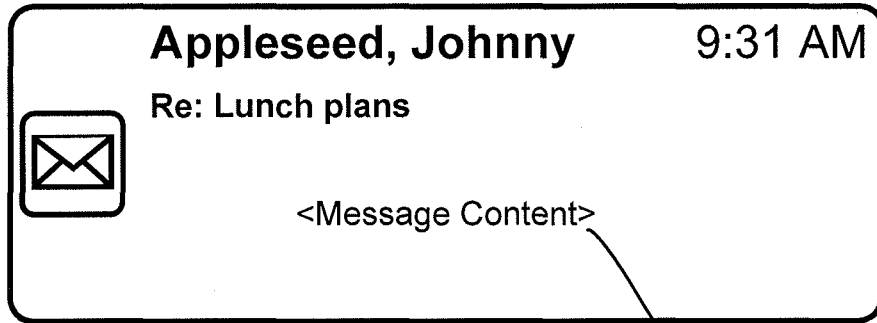 Appleseed, Johnny 9:31 AM
Re: Lunch plans
<Message Content>